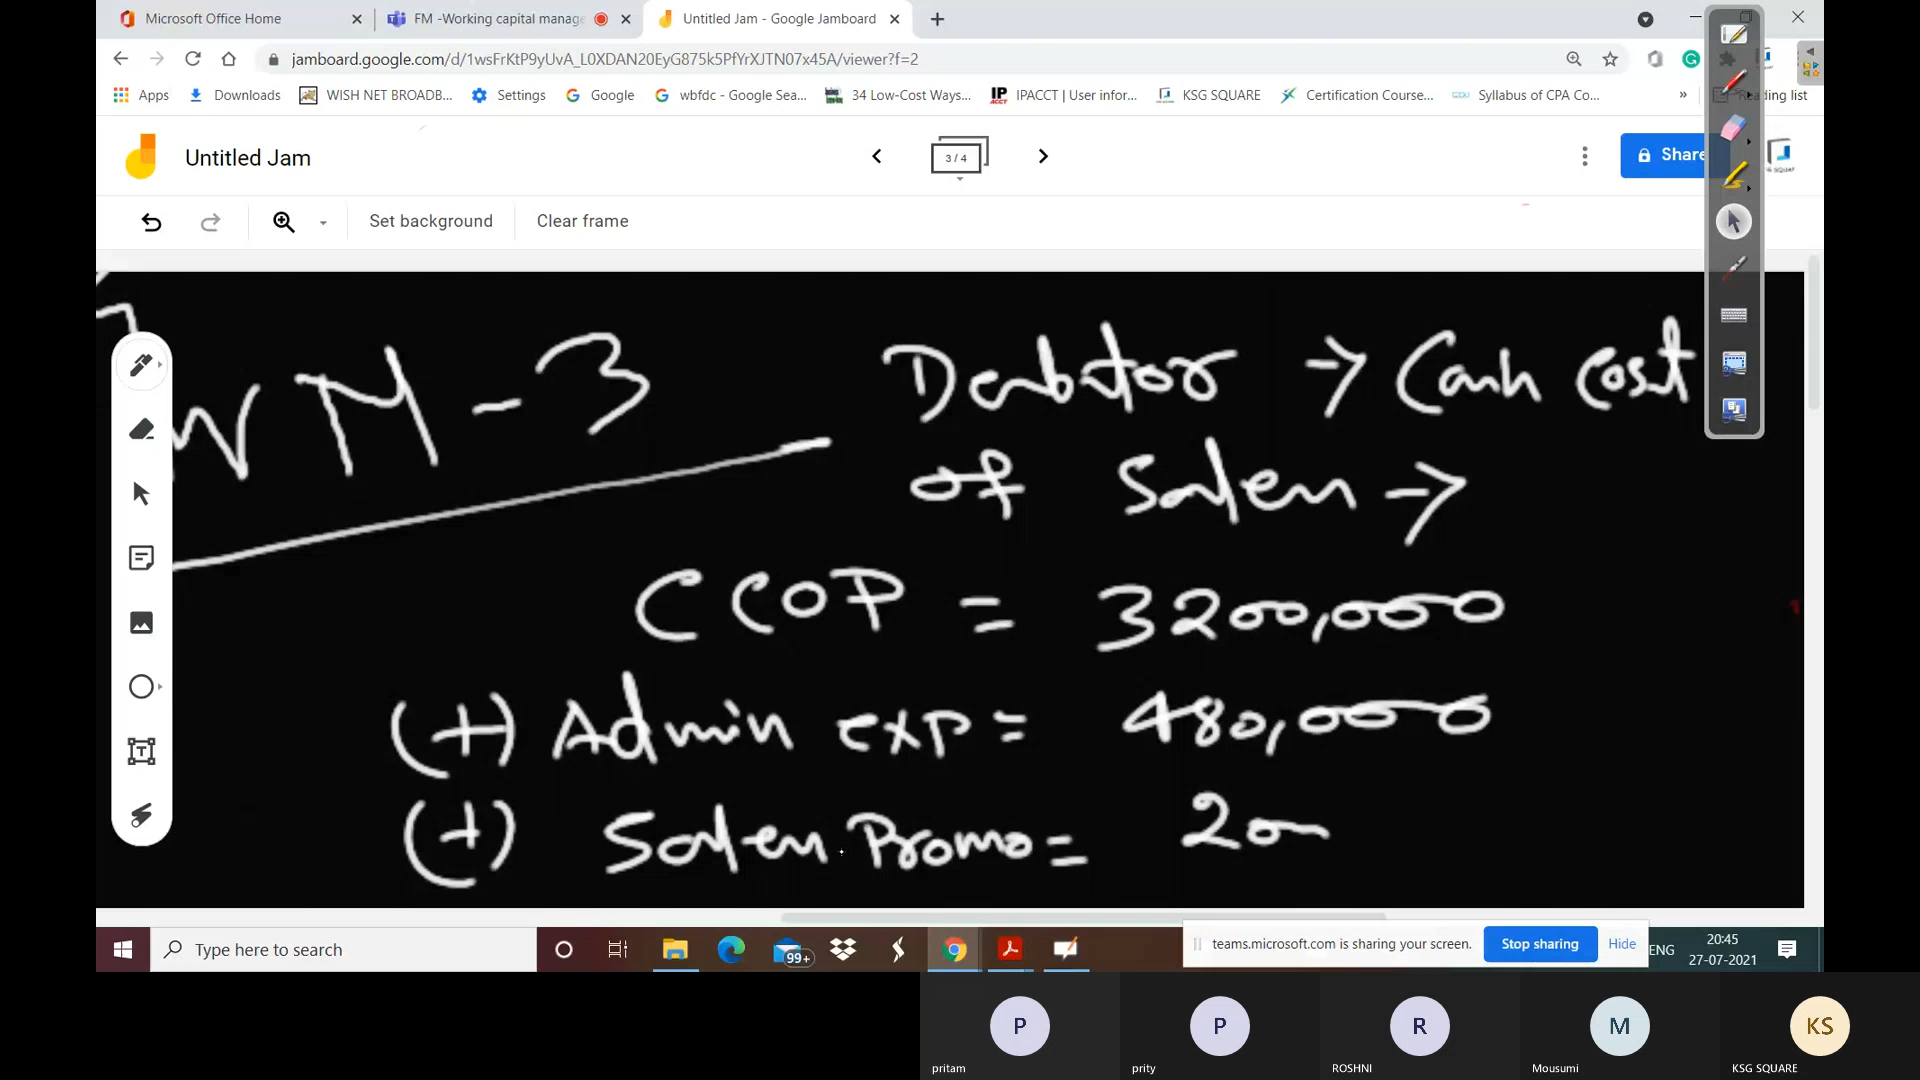 Microsoft Office Home
FM -Working capital manage
Untitled Jam - Google Jamboard
jamboard.google.com/d/1wsFrKtP9yUvA_L0XDAN20EyG875k5PfYrXJTN07x45A/viewer?f=2
Apps
Downloads
WISH NET BROADB...
Settings
Google
wbfdc - Google Sea...
34 Low-Cost Ways...
IPACCT | User infor...
KSG SQUARE
Certification Course...
Syllabus of CPA Co...
»
Reading list
Untitled Jam
3 / 4
Share
Set background
Clear frame
WM-3
Debtor → Cash cost
of Sales →
CCOP = 3200,000
(+) Admin exp = 480,000
(+) Sales Promo = 200
Type here to search
99+
teams.microsoft.com is sharing your screen.
Stop sharing
Hide
ENG
20:45
27-07-2021
P
P
R
M
KS
pritam
prity
ROSHNI
Mousumi
KSG SQUARE